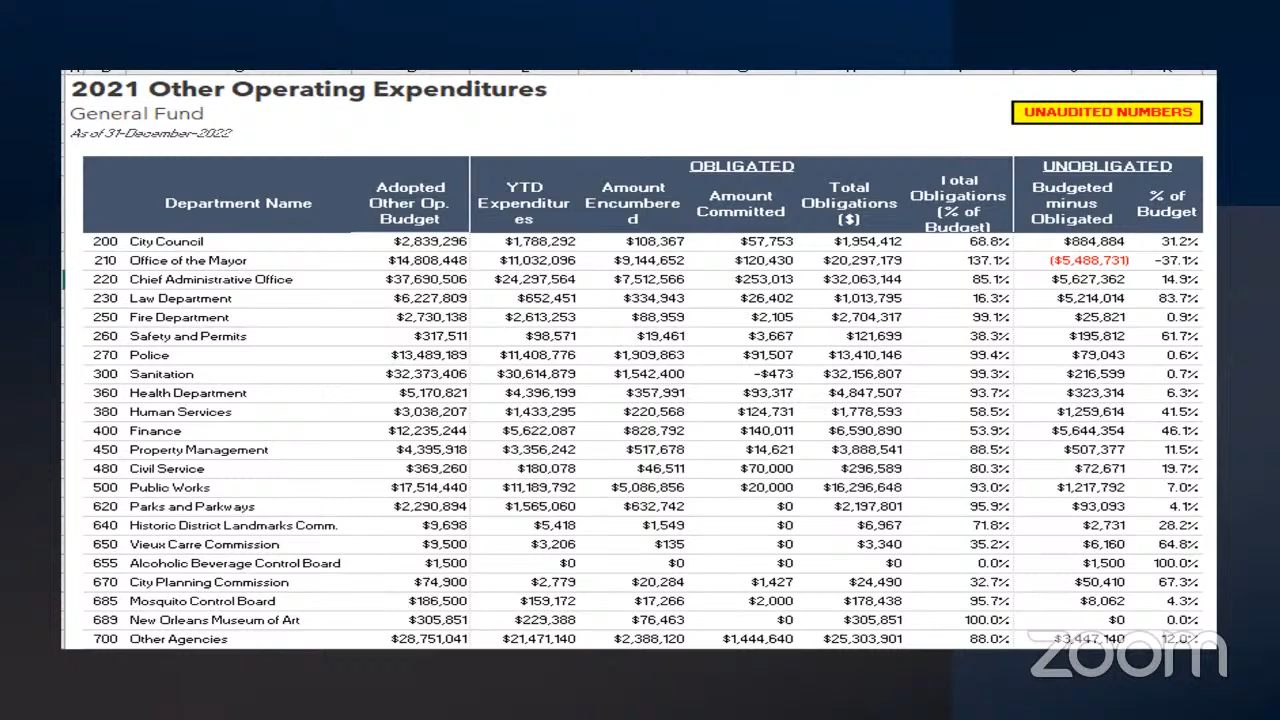 2021 Other Operating Expenditures
General Fund
As of 31-December-2022
UNAUDITED NUMBERS
OBLIGATED UNOBLIGATED
Department Name Adopted Other Op. Budget YTD Expenditures Amount Encumbered Amount Committed Total Obligations ($) Total Obligations (% of Budget) Budgeted minus Obligated % of Budget
200 City Council $2,839,296 $1,788,292 $108,367 $57,753 $1,954,412 68.8% $884,884 31.2%
210 Office of the Mayor $14,808,448 $11,032,096 $9,144,652 $120,430 $20,297,179 137.1% ($5,488,731) -37.1%
220 Chief Administrative Office $37,690,506 $24,297,564 $7,512,566 $253,013 $32,063,144 85.1% $5,627,362 14.9%
230 Law Department $6,227,809 $652,451 $334,943 $26,402 $1,013,795 16.3% $5,214,014 83.7%
250 Fire Department $2,730,138 $2,613,253 $88,959 $2,105 $2,704,317 99.1% $25,821 0.9%
260 Safety and Permits $317,511 $98,571 $19,461 $3,667 $121,699 38.3% $195,812 61.7%
270 Police $13,489,189 $11,408,776 $1,909,863 $91,507 $13,410,146 99.4% $79,043 0.6%
300 Sanitation $32,373,406 $30,614,879 $1,542,400 -$473 $32,156,807 99.3% $216,599 0.7%
360 Health Department $5,170,821 $4,396,199 $357,991 $93,317 $4,847,507 93.7% $323,314 6.3%
380 Human Services $3,038,207 $1,433,295 $220,568 $124,731 $1,778,593 58.5% $1,259,614 41.5%
400 Finance $12,235,244 $5,622,087 $828,792 $140,011 $6,590,890 53.9% $5,644,354 46.1%
450 Property Management $4,395,918 $3,356,242 $517,678 $14,621 $3,888,541 88.5% $507,377 11.5%
480 Civil Service $369,260 $180,078 $46,511 $70,000 $296,589 80.3% $72,671 19.7%
500 Public Works $17,514,440 $11,189,792 $5,086,856 $20,000 $16,296,648 93.0% $1,217,792 7.0%
620 Parks and Parkways $2,290,894 $1,565,060 $632,742 $0 $2,197,801 95.9% $93,093 4.1%
640 Historic District Landmarks Comm. $9,698 $5,418 $1,549 $0 $6,967 71.8% $2,731 28.2%
650 Vieux Carre Commission $9,500 $3,206 $135 $0 $3,340 35.2% $6,160 64.8%
655 Alcoholic Beverage Control Board $1,500 $0 $0 $0 $0 0.0% $1,500 100.0%
670 City Planning Commission $74,900 $2,779 $20,284 $1,427 $24,490 32.7% $50,410 67.3%
685 Mosquito Control Board $186,500 $159,172 $17,266 $2,000 $178,438 95.7% $8,062 4.3%
689 New Orleans Museum of Art $305,851 $229,388 $76,463 $0 $305,851 100.0% $0 0.0%
700 Other Agencies $28,751,041 $21,471,140 $2,388,120 $1,444,640 $25,303,901 88.0% $3,447,140 12.0%
zoom